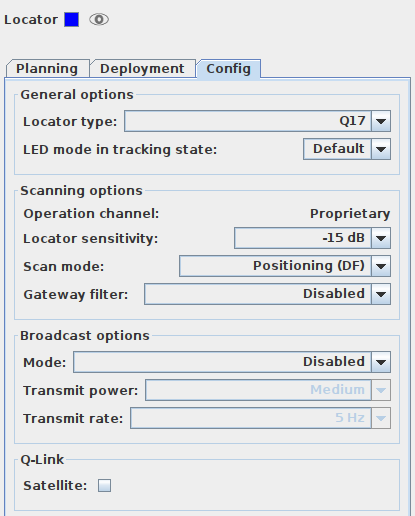 Locator
Planning Deployment Config
General options
Locator type: Q17
LED mode in tracking state: Default
Scanning options
Operation channel: Proprietary
Locator sensitivity: -15 dB
Scan mode: Positioning (DF)
Gateway filter: Disabled
Broadcast options
Mode: Disabled
Transmit power: Medium
Transmit rate: 5 Hz
Q-Link
Satellite: